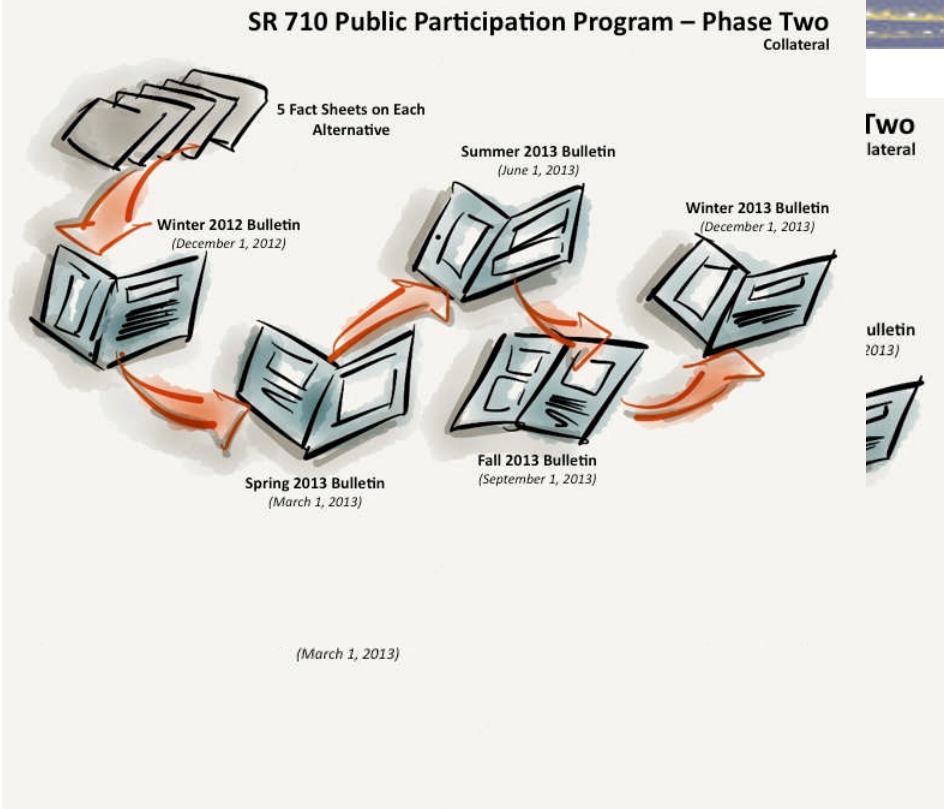 SR 710 Public Participation Program – Phase Two
Collateral
5 Fact Sheets on Each
Alternative
Summer 2013 Bulletin
(June 1, 2013)
Winter 2012 Bulletin
(December 1, 2012)
Winter 2013 Bulletin
(December 1, 2013)
Fall 2013 Bulletin
(September 1, 2013)
Spring 2013 Bulletin
(March 1, 2013)
(March 1, 2013)
Two
lateral
ulletin
2013)